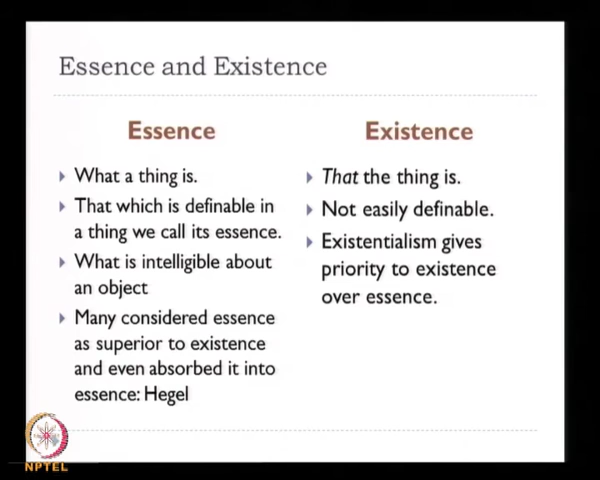 Essence and Existence
Essence
What a thing is.
That which is definable in
a thing we call its essence.
What is intelligible about
an object
Many considered essence
as superior to existence
and even absorbed it into
essence: Hegel
Existence
That the thing is.
Not easily definable.
Existentialism gives
priority to existence
over essence.
NPTEL